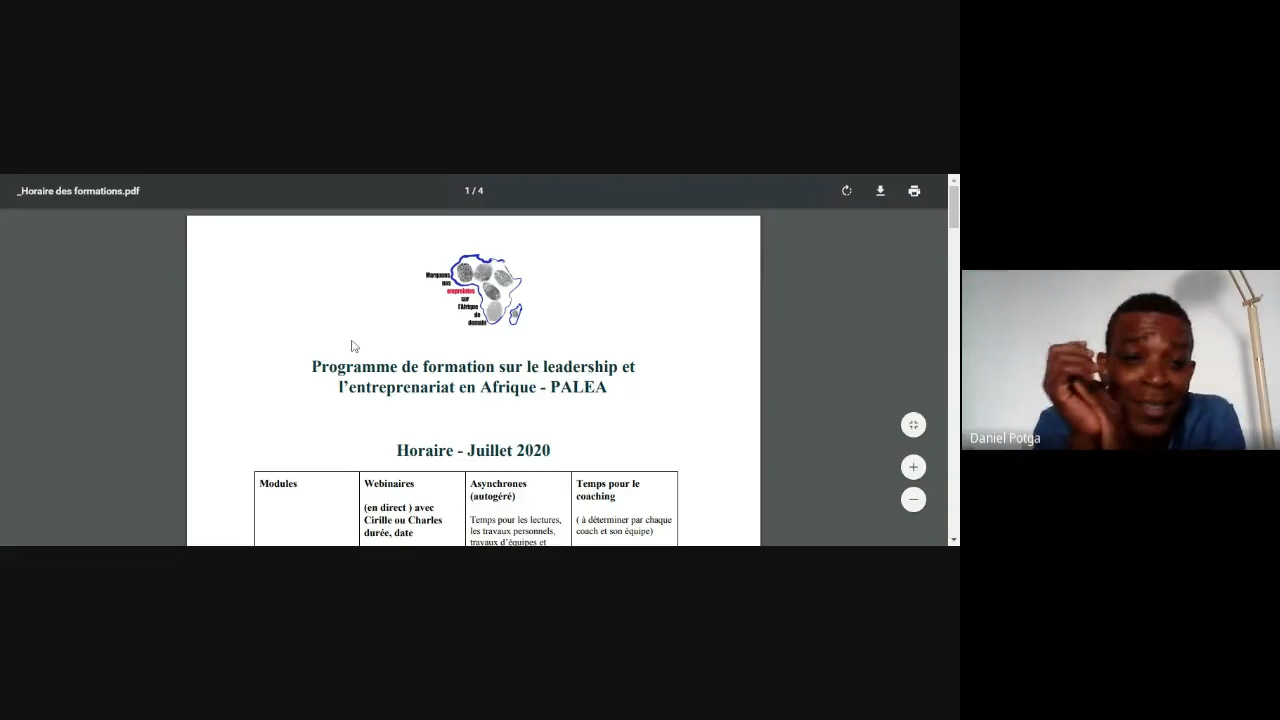 _Horaire des formations.pdf
1 / 4
Marquons
nos
empreintes
sur
l'Afrique
de
demain
Programme de formation sur le leadership et
l'entreprenariat en Afrique - PALEA
Horaire - Juillet 2020
Modules
Webinaires
(en direct ) avec
Cirille ou Charles
durée, date
Asynchrones
(autogéré)
Temps pour les lectures,
les travaux personnels,
travaux d'équipes et
Temps pour le
coaching
( à déterminer par chaque
coach et son équipe)
Daniel Potga